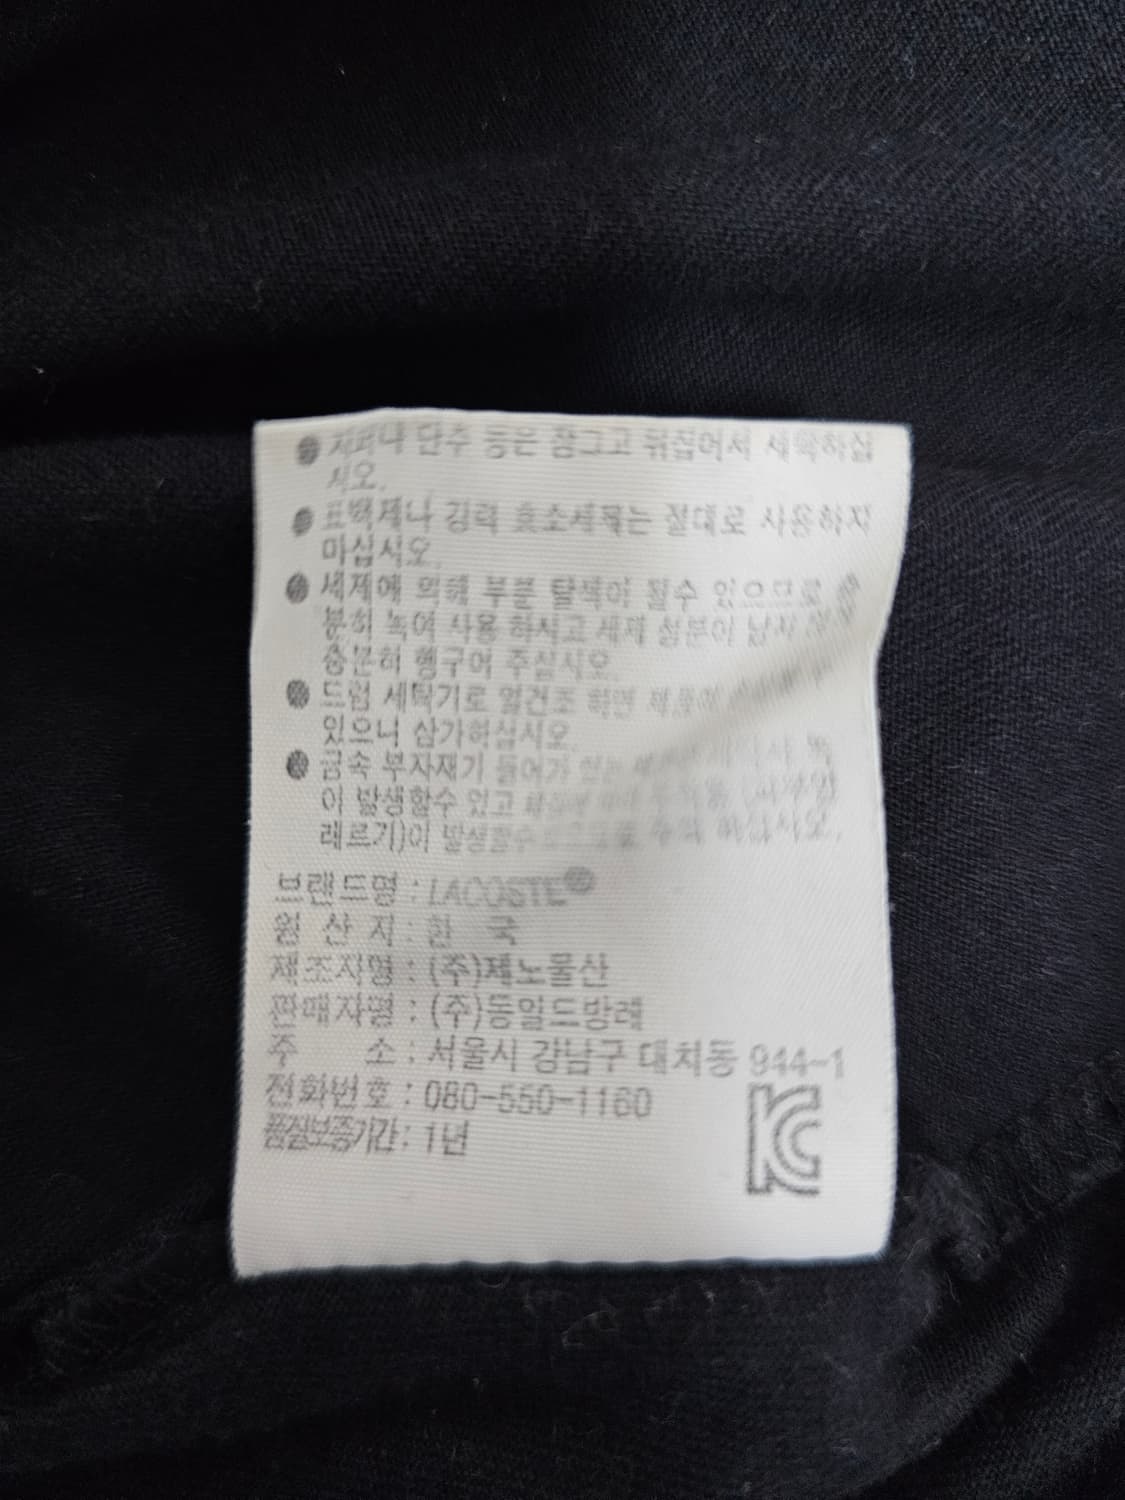 ● 지퍼나 단추 등은 잠그고 뒤집어서 세탁하십
시오.
● 표백제나 강력 효소세제는 절대로 사용하지
마십시오.
● 세제에 의해 부분 탈색이 될수 있으므로
분히 녹여 사용 하시고 세제 성분이 남지
충분히 헹구어 주십시오.
● 드럼 세탁기로 열건조 하면 제품에
있으니 삼가하십시오.
● 금속 부자재기 들어가 있는
이 발생할수 있고
레르기)이 발생할수 하십시오.
브랜드명 : LACOSTE®
원 산 지 : 한 국
제조자명 : (주)제노물산
판매자명 : (주)동일드방레
주 소 : 서울시 강남구 대치동 944-1
전화번호 : 080-550-1160
품질보증기간 : 1년
KC